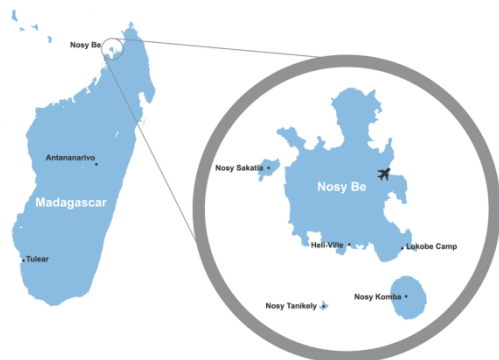 Nosy Be
Antananarivo
Madagascar
Tulear
Nosy Sakatia
Nosy Be
Hell-Ville
Lokobe Camp
Nosy Komba
Nosy Tanikely